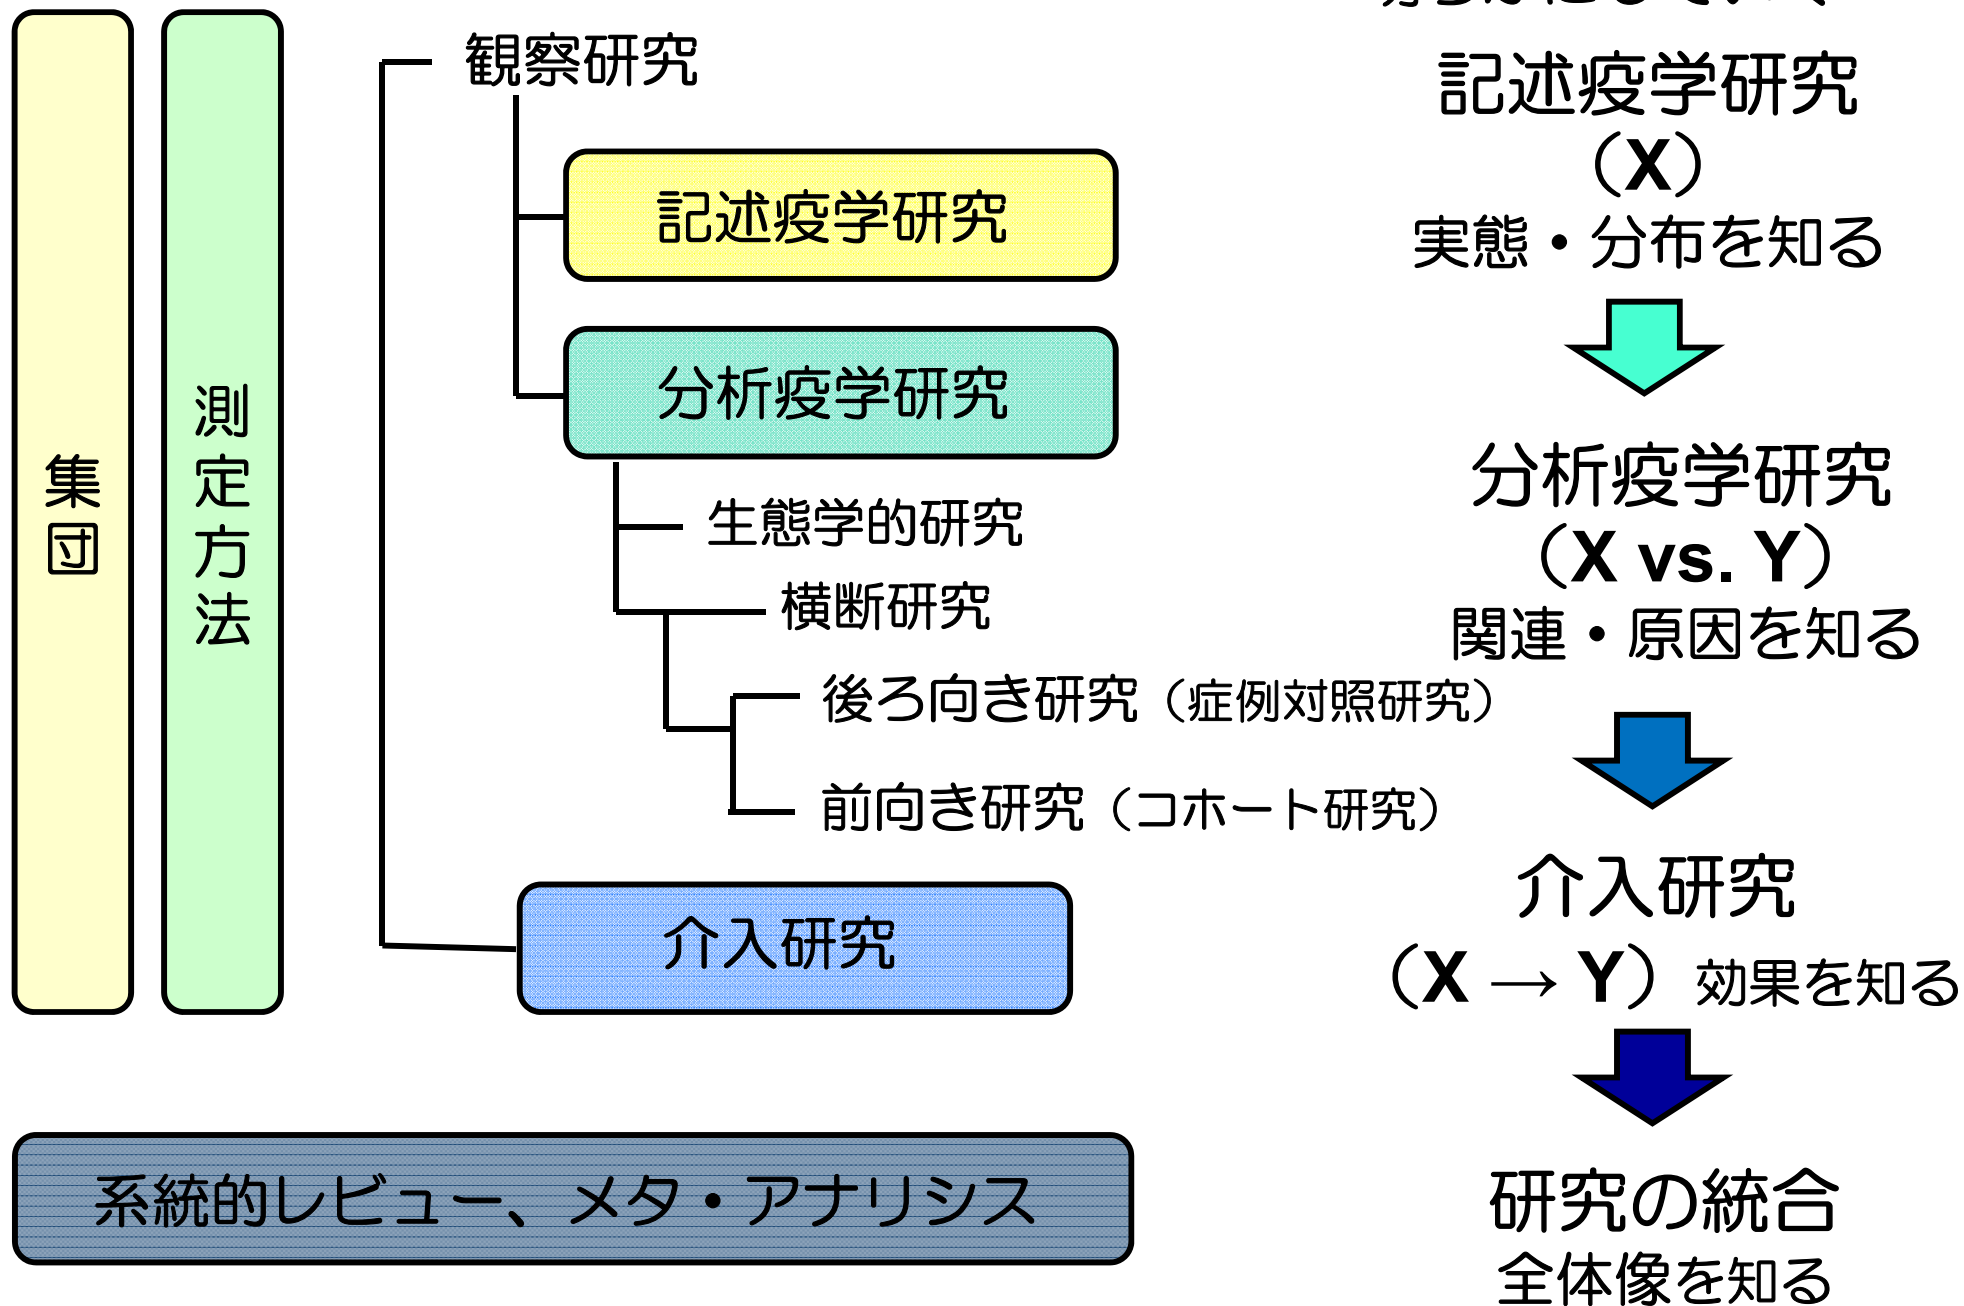 集団
測定方法
観察研究
記述疫学研究
分析疫学研究
生態学的研究
横断研究
後ろ向き研究（症例対照研究）
前向き研究（コホート研究）
介入研究
系統的レビュー、メタ・アナリシス
記述疫学研究
（X）
実態・分布を知る
分析疫学研究
（X vs. Y）
関連・原因を知る
介入研究
（X → Y） 効果を知る
研究の統合
全体像を知る